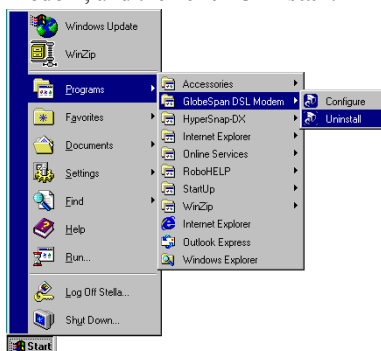 Windows Update
WinZip
Programs
Favorites
Documents
Settings
Find
Help
Run...
Log Off Stella...
Shut Down...
Start
Accessories
GlobeSpan DSL Modem
HyperSnap-DX
Internet Explorer
Online Services
RoboHELP
StartUp
WinZip
Internet Explorer
Outlook Express
Windows Explorer
Configure
Uninstall